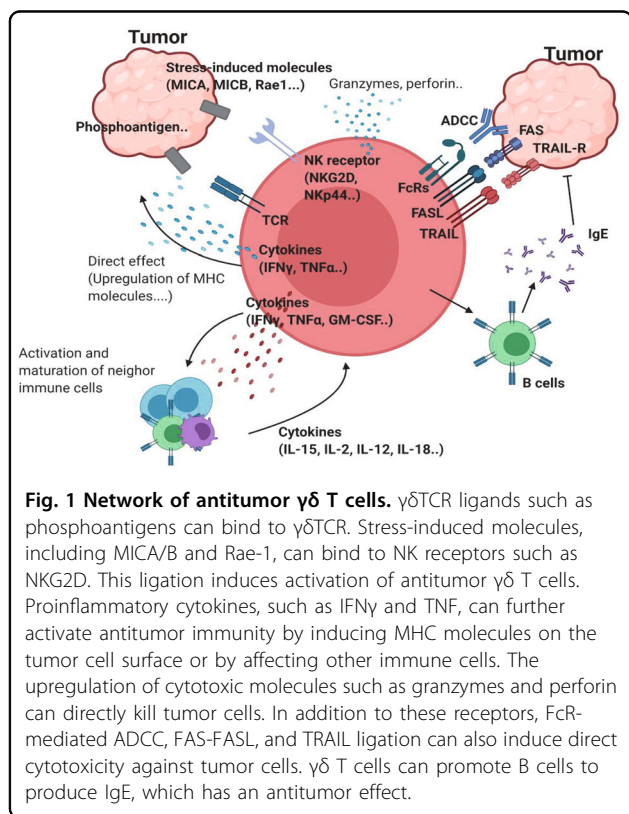 Tumor
Stress-induced molecules
(MICA, MICB, Rae1...)
Phosphoantigen..
Granzymes, perforin..
Tumor
ADCC
FAS
TRAIL-R
NK receptor
(NKG2D,
NKp44..)
FcRs
TCR
FASL
TRAIL
IgE
Direct effect
(Upregulation of MHC
molecules....)
Cytokines
(IFNγ, TNFα..)
Cytokines
(IFNγ, TNFα, GM-CSF..)
Activation and
maturation of neighor
immune cells
B cells
Cytokines
(IL-15, IL-2, IL-12, IL-18..)
Fig. 1 Network of antitumor γδ T cells. γδTCR ligands such as
phosphoantigens can bind to γδTCR. Stress-induced molecules,
including MICA/B and Rae-1, can bind to NK receptors such as
NKG2D. This ligation induces activation of antitumor γδ T cells.
Proinflammatory cytokines, such as IFNγ and TNF, can further
activate antitumor immunity by inducing MHC molecules on the
tumor cell surface or by affecting other immune cells. The
upregulation of cytotoxic molecules such as granzymes and perforin
can directly kill tumor cells. In addition to these receptors, FcR-
mediated ADCC, FAS-FASL, and TRAIL ligation can also induce direct
cytotoxicity against tumor cells. γδ T cells can promote B cells to
produce IgE, which has an antitumor effect.